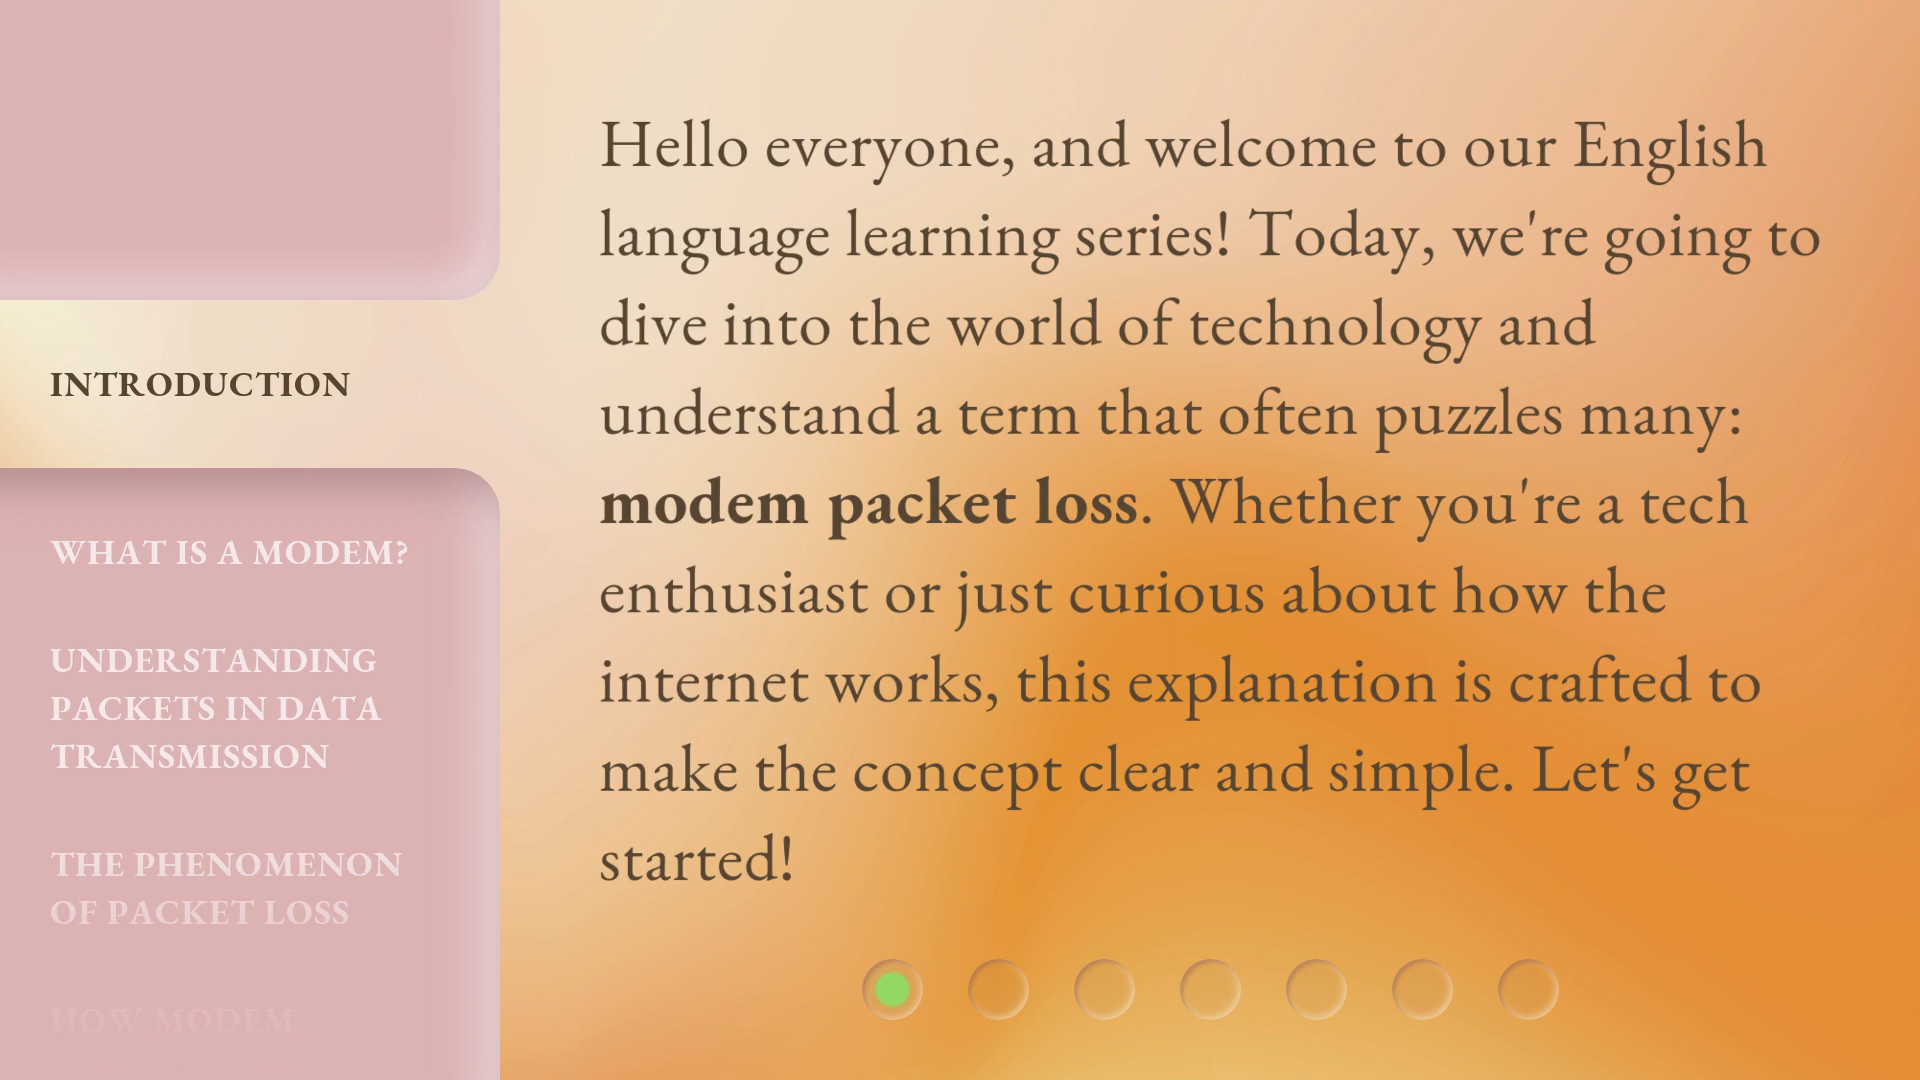 INTRODUCTION
WHAT IS A MODEM?
UNDERSTANDING
PACKETS IN DATA
TRANSMISSION
THE PHENOMENON
OF PACKET LOSS
HOW MODEM
Hello everyone, and welcome to our English
language learning series! Today, we're going to
dive into the world of technology and
understand a term that often puzzles many:
modem packet loss. Whether you're a tech
enthusiast or just curious about how the
internet works, this explanation is crafted to
make the concept clear and simple. Let's get
started!